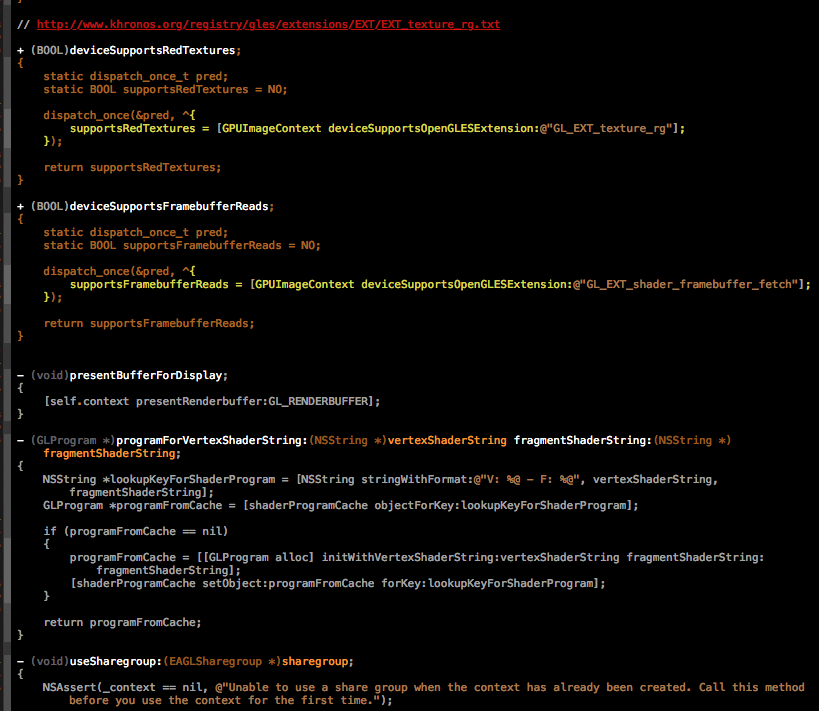 }
// http://www.khronos.org/registry/gles/extensions/EXT/EXT_texture_rg.txt
+ (BOOL)deviceSupportsRedTextures;
{
static dispatch_once_t pred;
static BOOL supportsRedTextures = NO;
dispatch_once(&pred, ^{
supportsRedTextures = [GPUImageContext deviceSupportsOpenGLESExtension:@"GL_EXT_texture_rg"];
});
return supportsRedTextures;
}
+ (BOOL)deviceSupportsFramebufferReads;
{
static dispatch_once_t pred;
static BOOL supportsFramebufferReads = NO;
dispatch_once(&pred, ^{
supportsFramebufferReads = [GPUImageContext deviceSupportsOpenGLESExtension:@"GL_EXT_shader_framebuffer_fetch"];
});
return supportsFramebufferReads;
}
- (void)presentBufferForDisplay;
{
[self.context presentRenderbuffer:GL_RENDERBUFFER];
}
- (GLProgram *)programForVertexShaderString:(NSString *)vertexShaderString fragmentShaderString:(NSString *)
fragmentShaderString;
{
NSString *lookupKeyForShaderProgram = [NSString stringWithFormat:@"V: %@ - F: %@", vertexShaderString,
fragmentShaderString];
GLProgram *programFromCache = [shaderProgramCache objectForKey:lookupKeyForShaderProgram];
if (programFromCache == nil)
{
programFromCache = [[GLProgram alloc] initWithVertexShaderString:vertexShaderString fragmentShaderString:
fragmentShaderString];
[shaderProgramCache setObject:programFromCache forKey:lookupKeyForShaderProgram];
}
return programFromCache;
}
- (void)useSharegroup:(EAGLSharegroup *)sharegroup;
{
NSAssert(_context == nil, @"Unable to use a share group when the context has already been created. Call this method
before you use the context for the first time.");